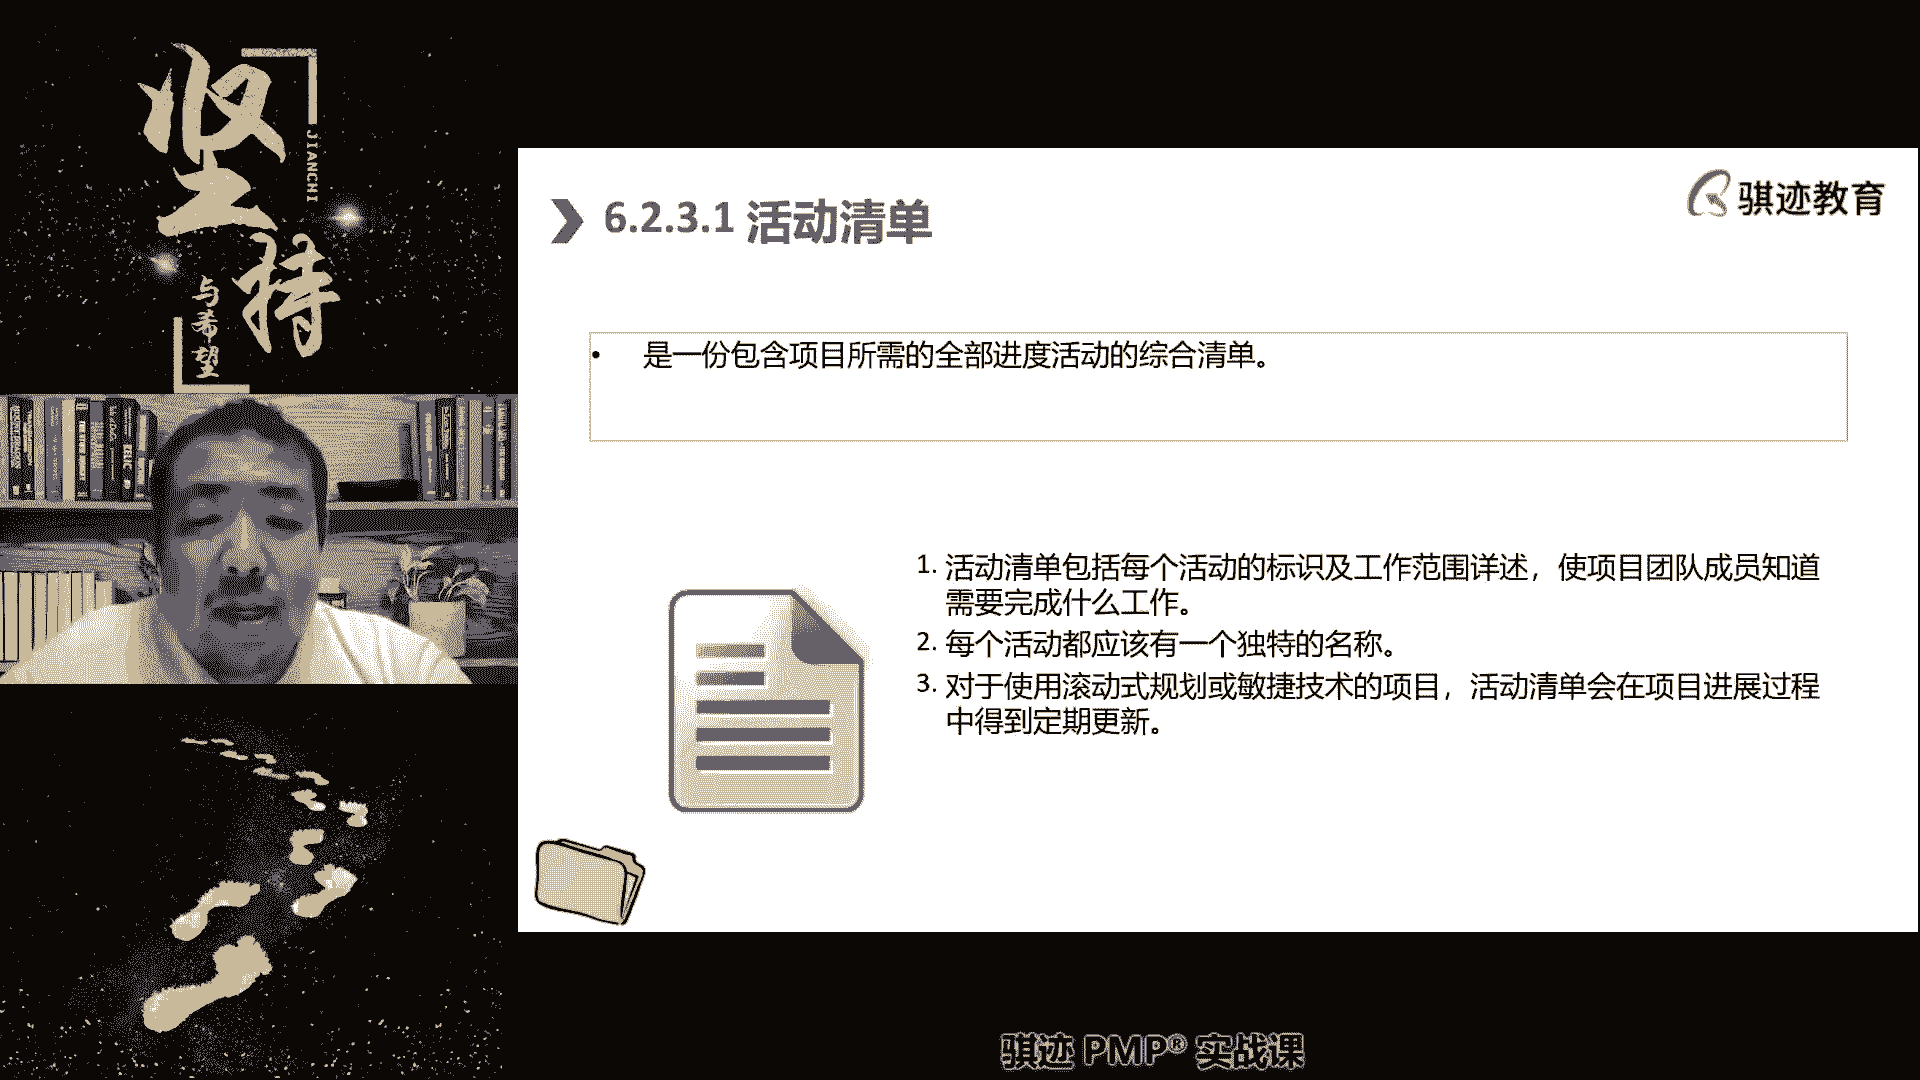 坚持
JIANCHI
与希望
骐迹教育
6.2.3.1 活动清单
• 是一份包含项目所需的全部进度活动的综合清单。
1. 活动清单包括每个活动的标识及工作范围详述，使项目团队成员知道
需要完成什么工作。
2. 每个活动都应该有一个独特的名称。
3. 对于使用滚动式规划或敏捷技术的项目，活动清单会在项目进展过程
中得到定期更新。
骐迹 PMP® 实战课